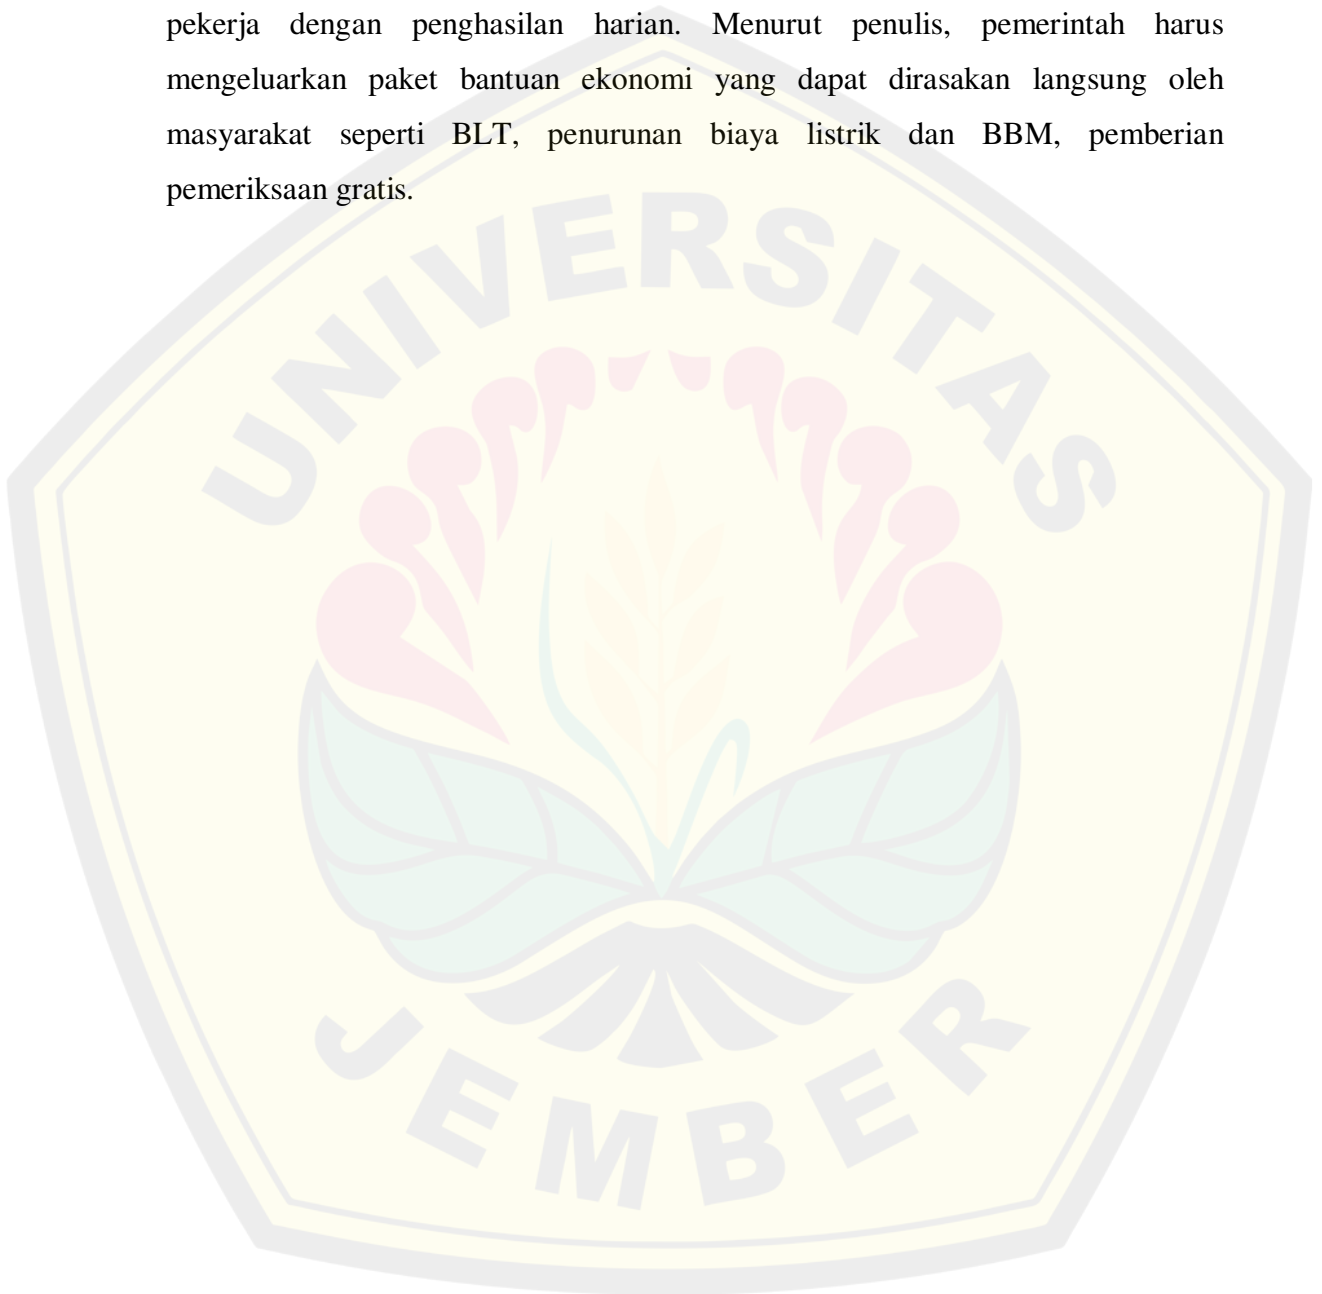 pekerja dengan penghasilan harian. Menurut penulis, pemerintah harus
mengeluarkan paket bantuan ekonomi yang dapat dirasakan langsung oleh
masyarakat seperti BLT, penurunan biaya listrik dan BBM, pemberian
pemeriksaan gratis.
UNIVERSITAS
JEMBER